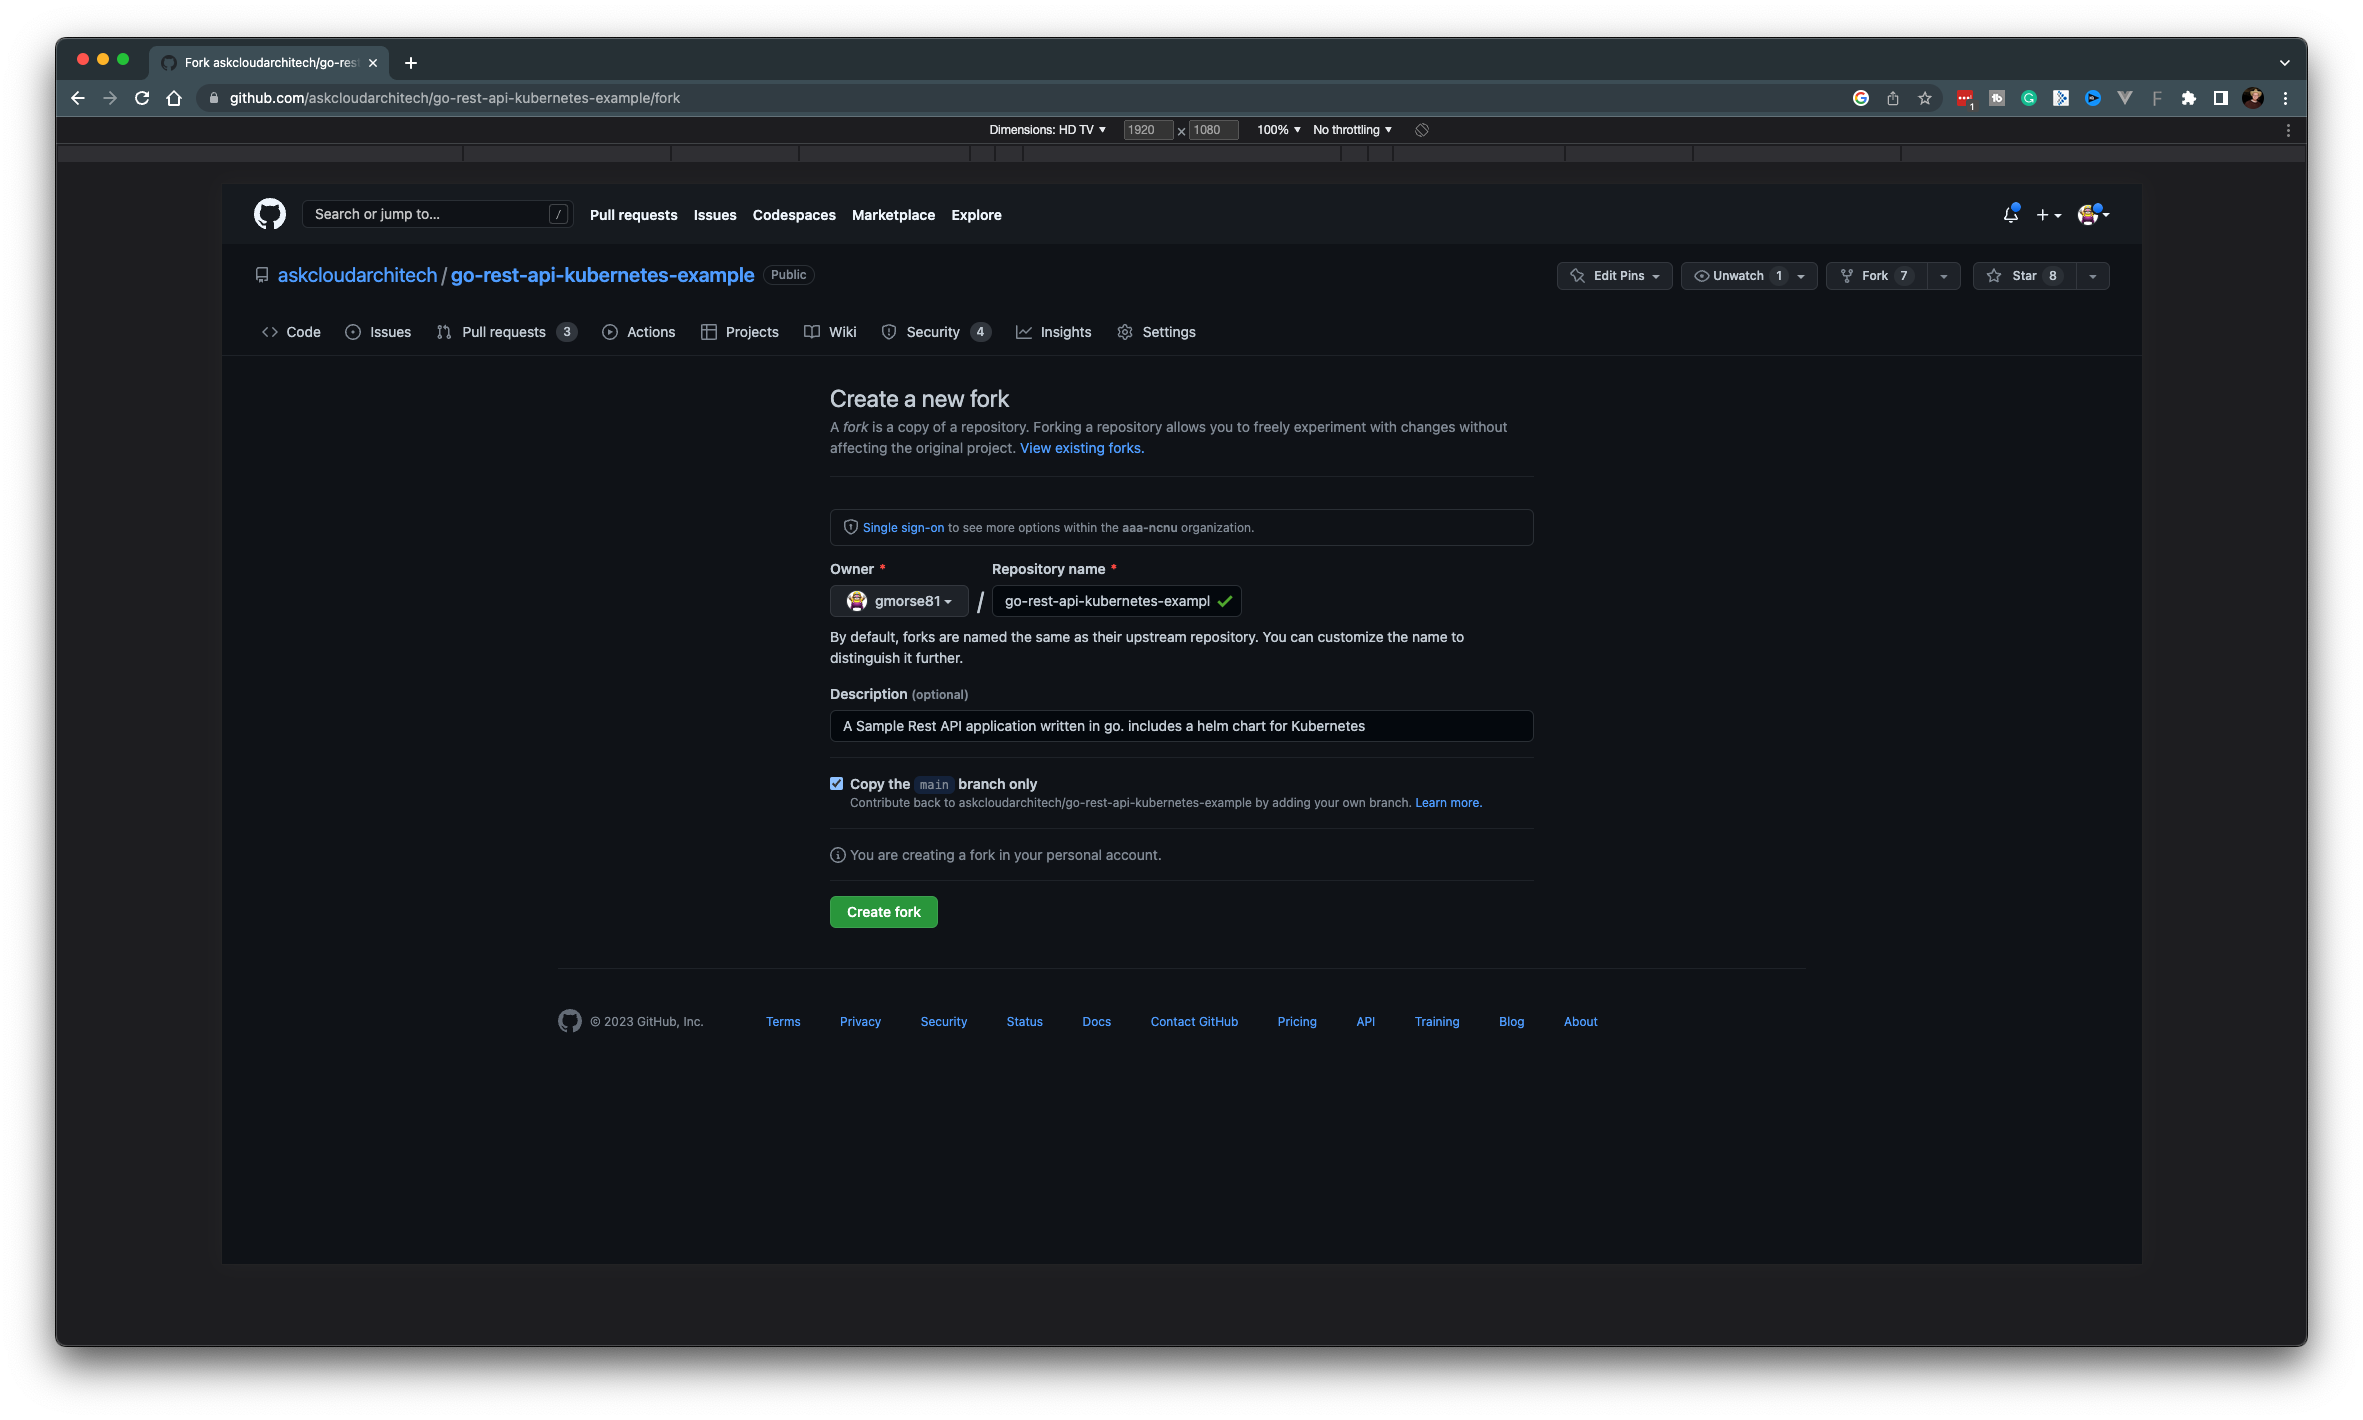 Fork askcloudarchitech/go-res
github.com/askcloudarchitech/go-rest-api-kubernetes-example/fork
Dimensions: HD TV 1920 × 1080 100% No throttling
Search or jump to... / Pull requests Issues Codespaces Marketplace Explore
askcloudarchitech / go-rest-api-kubernetes-example Public Edit Pins Unwatch 1 Fork 7 Star 8
Code Issues Pull requests 3 Actions Projects Wiki Security 4 Insights Settings
Create a new fork
A fork is a copy of a repository. Forking a repository allows you to freely experiment with changes without
affecting the original project. View existing forks.
Single sign-on to see more options within the aaa-ncnu organization.
Owner * Repository name *
gmorse81 / go-rest-api-kubernetes-exampl
By default, forks are named the same as their upstream repository. You can customize the name to
distinguish it further.
Description (optional)
A Sample Rest API application written in go. includes a helm chart for Kubernetes
Copy the main branch only
Contribute back to askcloudarchitech/go-rest-api-kubernetes-example by adding your own branch. Learn more.
You are creating a fork in your personal account.
Create fork
© 2023 GitHub, Inc. Terms Privacy Security Status Docs Contact GitHub Pricing API Training Blog About